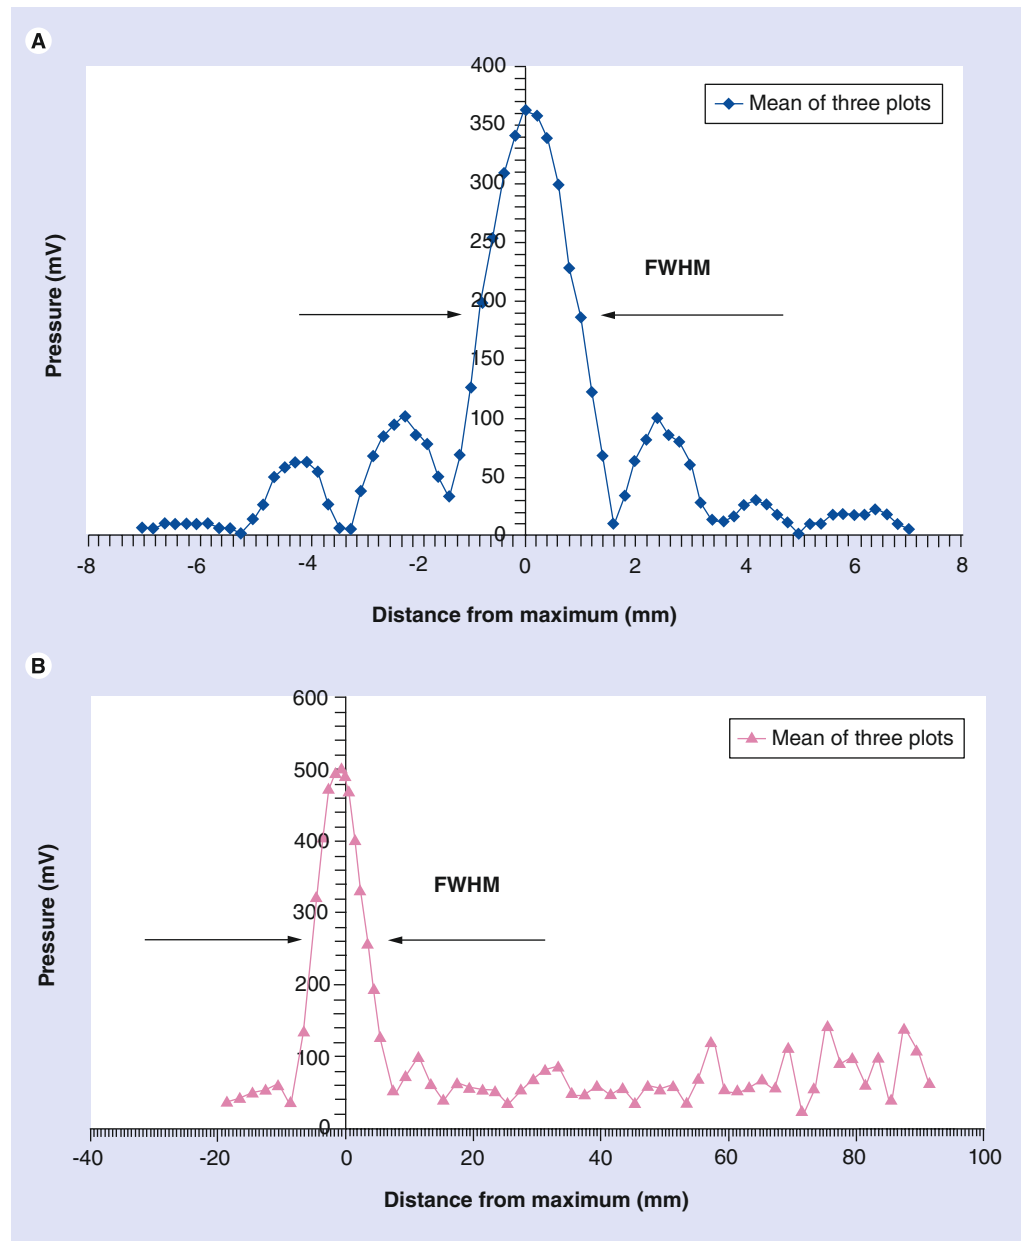 A
400
350
300
250
200
150
100
50
0
Mean of three plots
FWHM
Pressure (mV)
-8 -6 -4 -2 0 2 4 6 8
Distance from maximum (mm)
B
600
500
400
300
200
100
0
Mean of three plots
FWHM
Pressure (mV)
-40 -20 0 20 40 60 80 100
Distance from maximum (mm)